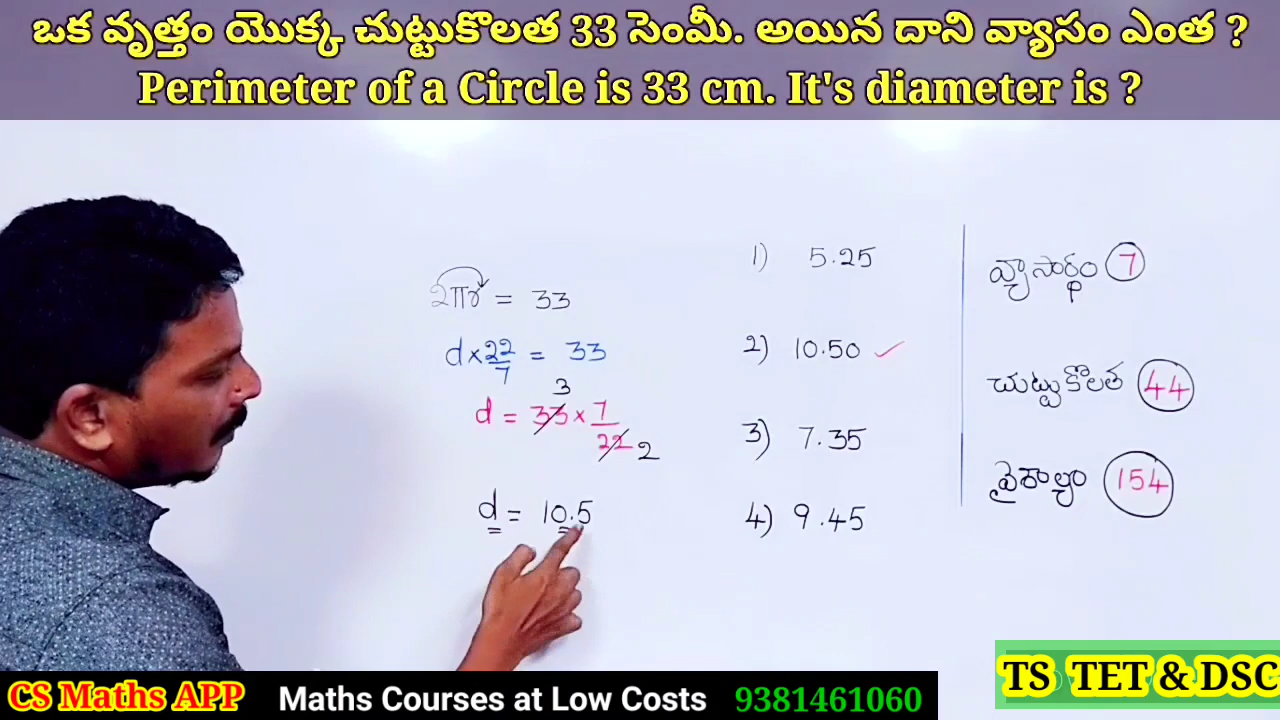 ఒక వృత్తం యొక్క చుట్టుకొలత 33 సెంమీ. అయిన దాని వ్యాసం ఎంత ?
Perimeter of a Circle is 33 cm. It's diameter is ?
2πr = 33
d × 22/7 = 33
3
d = 33 × 7/22 2
d = 10.5
1) 5.25
2) 10.50 ✓
3) 7.35
4) 9.45
వ్యాసార్థం 7
చుట్టుకొలత 44
వైశాల్యం 154
TS TET & DSC
CS Maths APP Maths Courses at Low Costs 9381461060